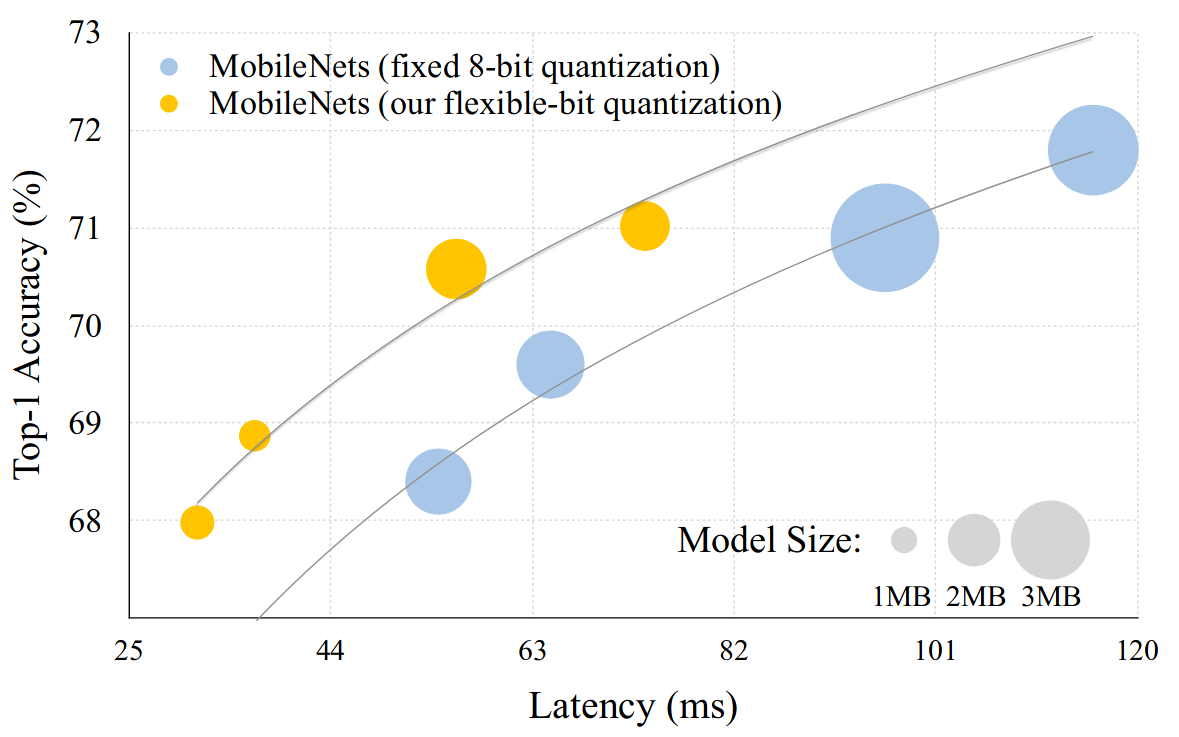 73
72
71
70
69
68
Top-1 Accuracy (%)
MobileNets (fixed 8-bit quantization)
MobileNets (our flexible-bit quantization)
Model Size:
1MB 2MB 3MB
25 44 63 82 101 120
Latency (ms)